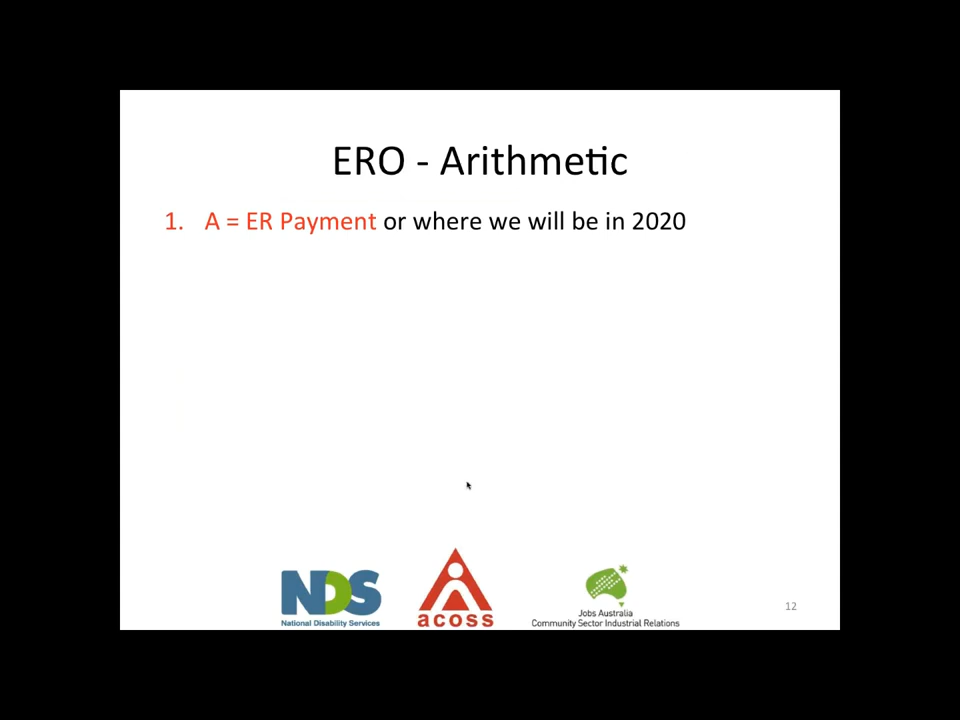 ERO - Arithmetic
1. A = ER Payment or where we will be in 2020
NDS
National Disability Services
acoss
Jobs Australia
Community Sector Industrial Relations
12